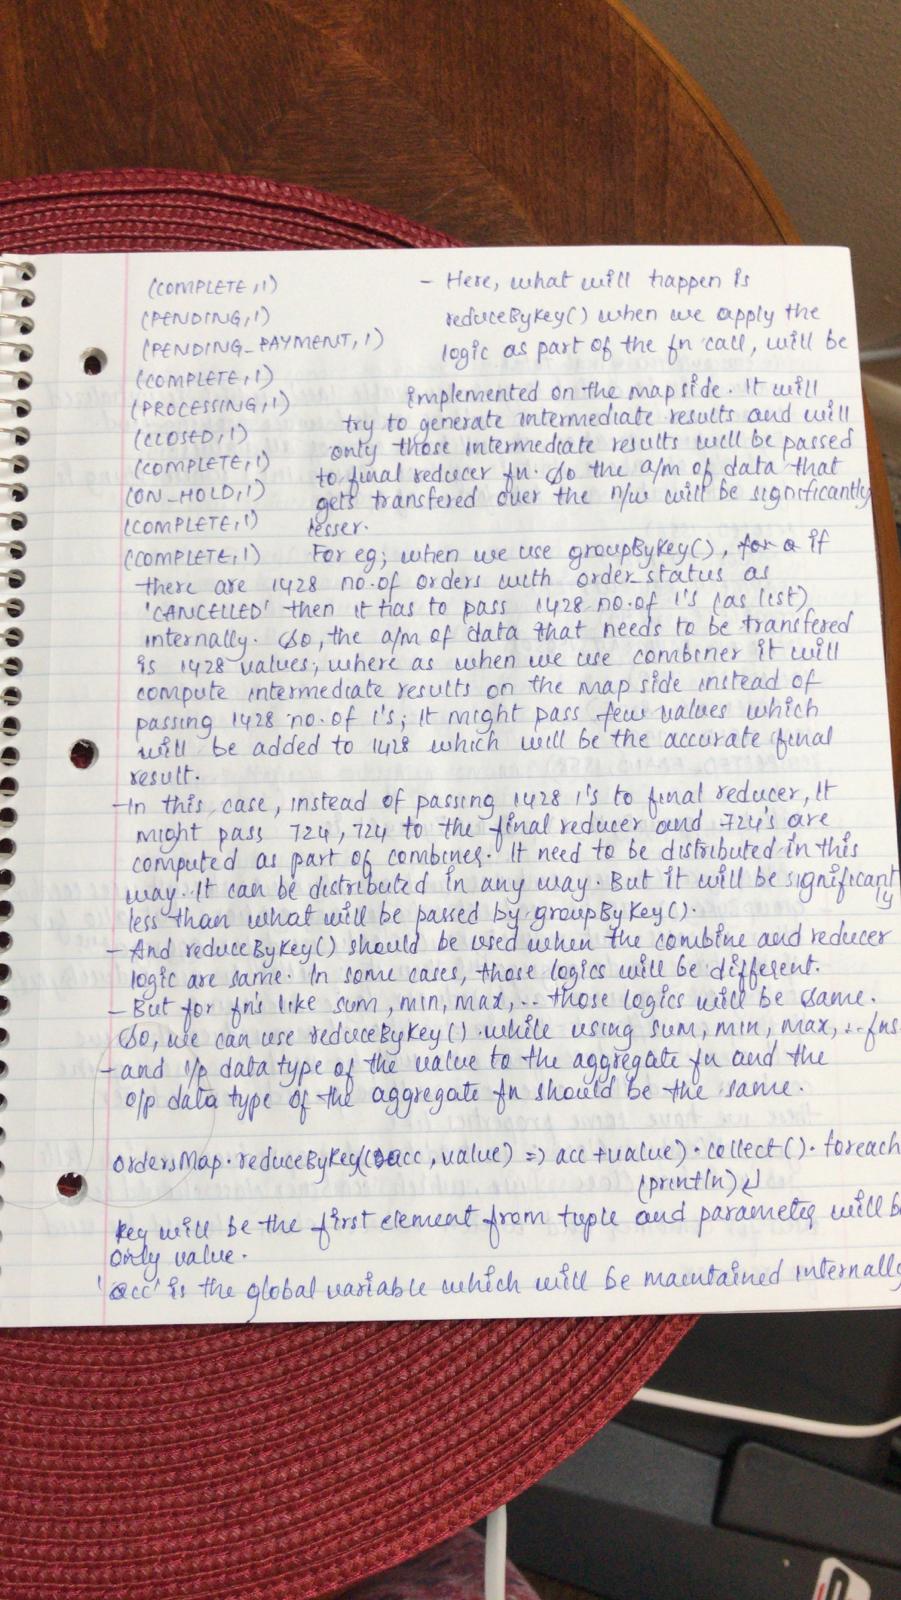 (COMPLETE,1) - Here, what will happen is
(PENDING,1) reduceByKey() when we apply the
(PENDING_PAYMENT,1) logic as part of the fn call, will be
(COMPLETE,1) implemented on the map side. It will
(PROCESSING,1) try to generate intermediate results and will
(CLOSED,1) only those intermediate results will be passed
(COMPLETE,1) to final reducer fn. So the a/m of data that
(ON_HOLD,1) gets transfered over the n/w will be significantly
(COMPLETE,1) lesser.
(COMPLETE,1) For eg; when we use groupByKey(), for a if
there are 1428 no.of orders with order status as
'CANCELLED' then it has to pass 1428 no.of 1's (as list)
internally. So, the a/m of data that needs to be transfered
is 1428 values, where as when we use combiner it will
compute intermediate results on the map side instead of
passing 1428 no.of 1's; it might pass few values which
will be added to 1428 which will be the accurate final
result.
- In this case, instead of passing 1428 1's to final reducer, it
might pass 724, 724 to the final reducer and 724's are
computed as part of combiner. It need to be distributed in this
way. It can be distributed in any way. But it will be significantly
less than what will be passed by groupByKey().
- And reduceByKey() should be used when the combine and reducer
logic are same. In some cases, those logics will be different.
- But for fn's like sum, min, max, .. those logics will be same.
So, we can use reduceByKey() while using sum, min, max, .. fns
- and i/p data type of the value to the aggregate fn and the
o/p data type of the aggregate fn should be the same.
ordersMap.reduceByKey((acc, value) => acc + value).collect().foreach
(println)↵
Key will be the first element from tuple and parameter will b
only value.
'acc' is the global variable which will be maintained internally